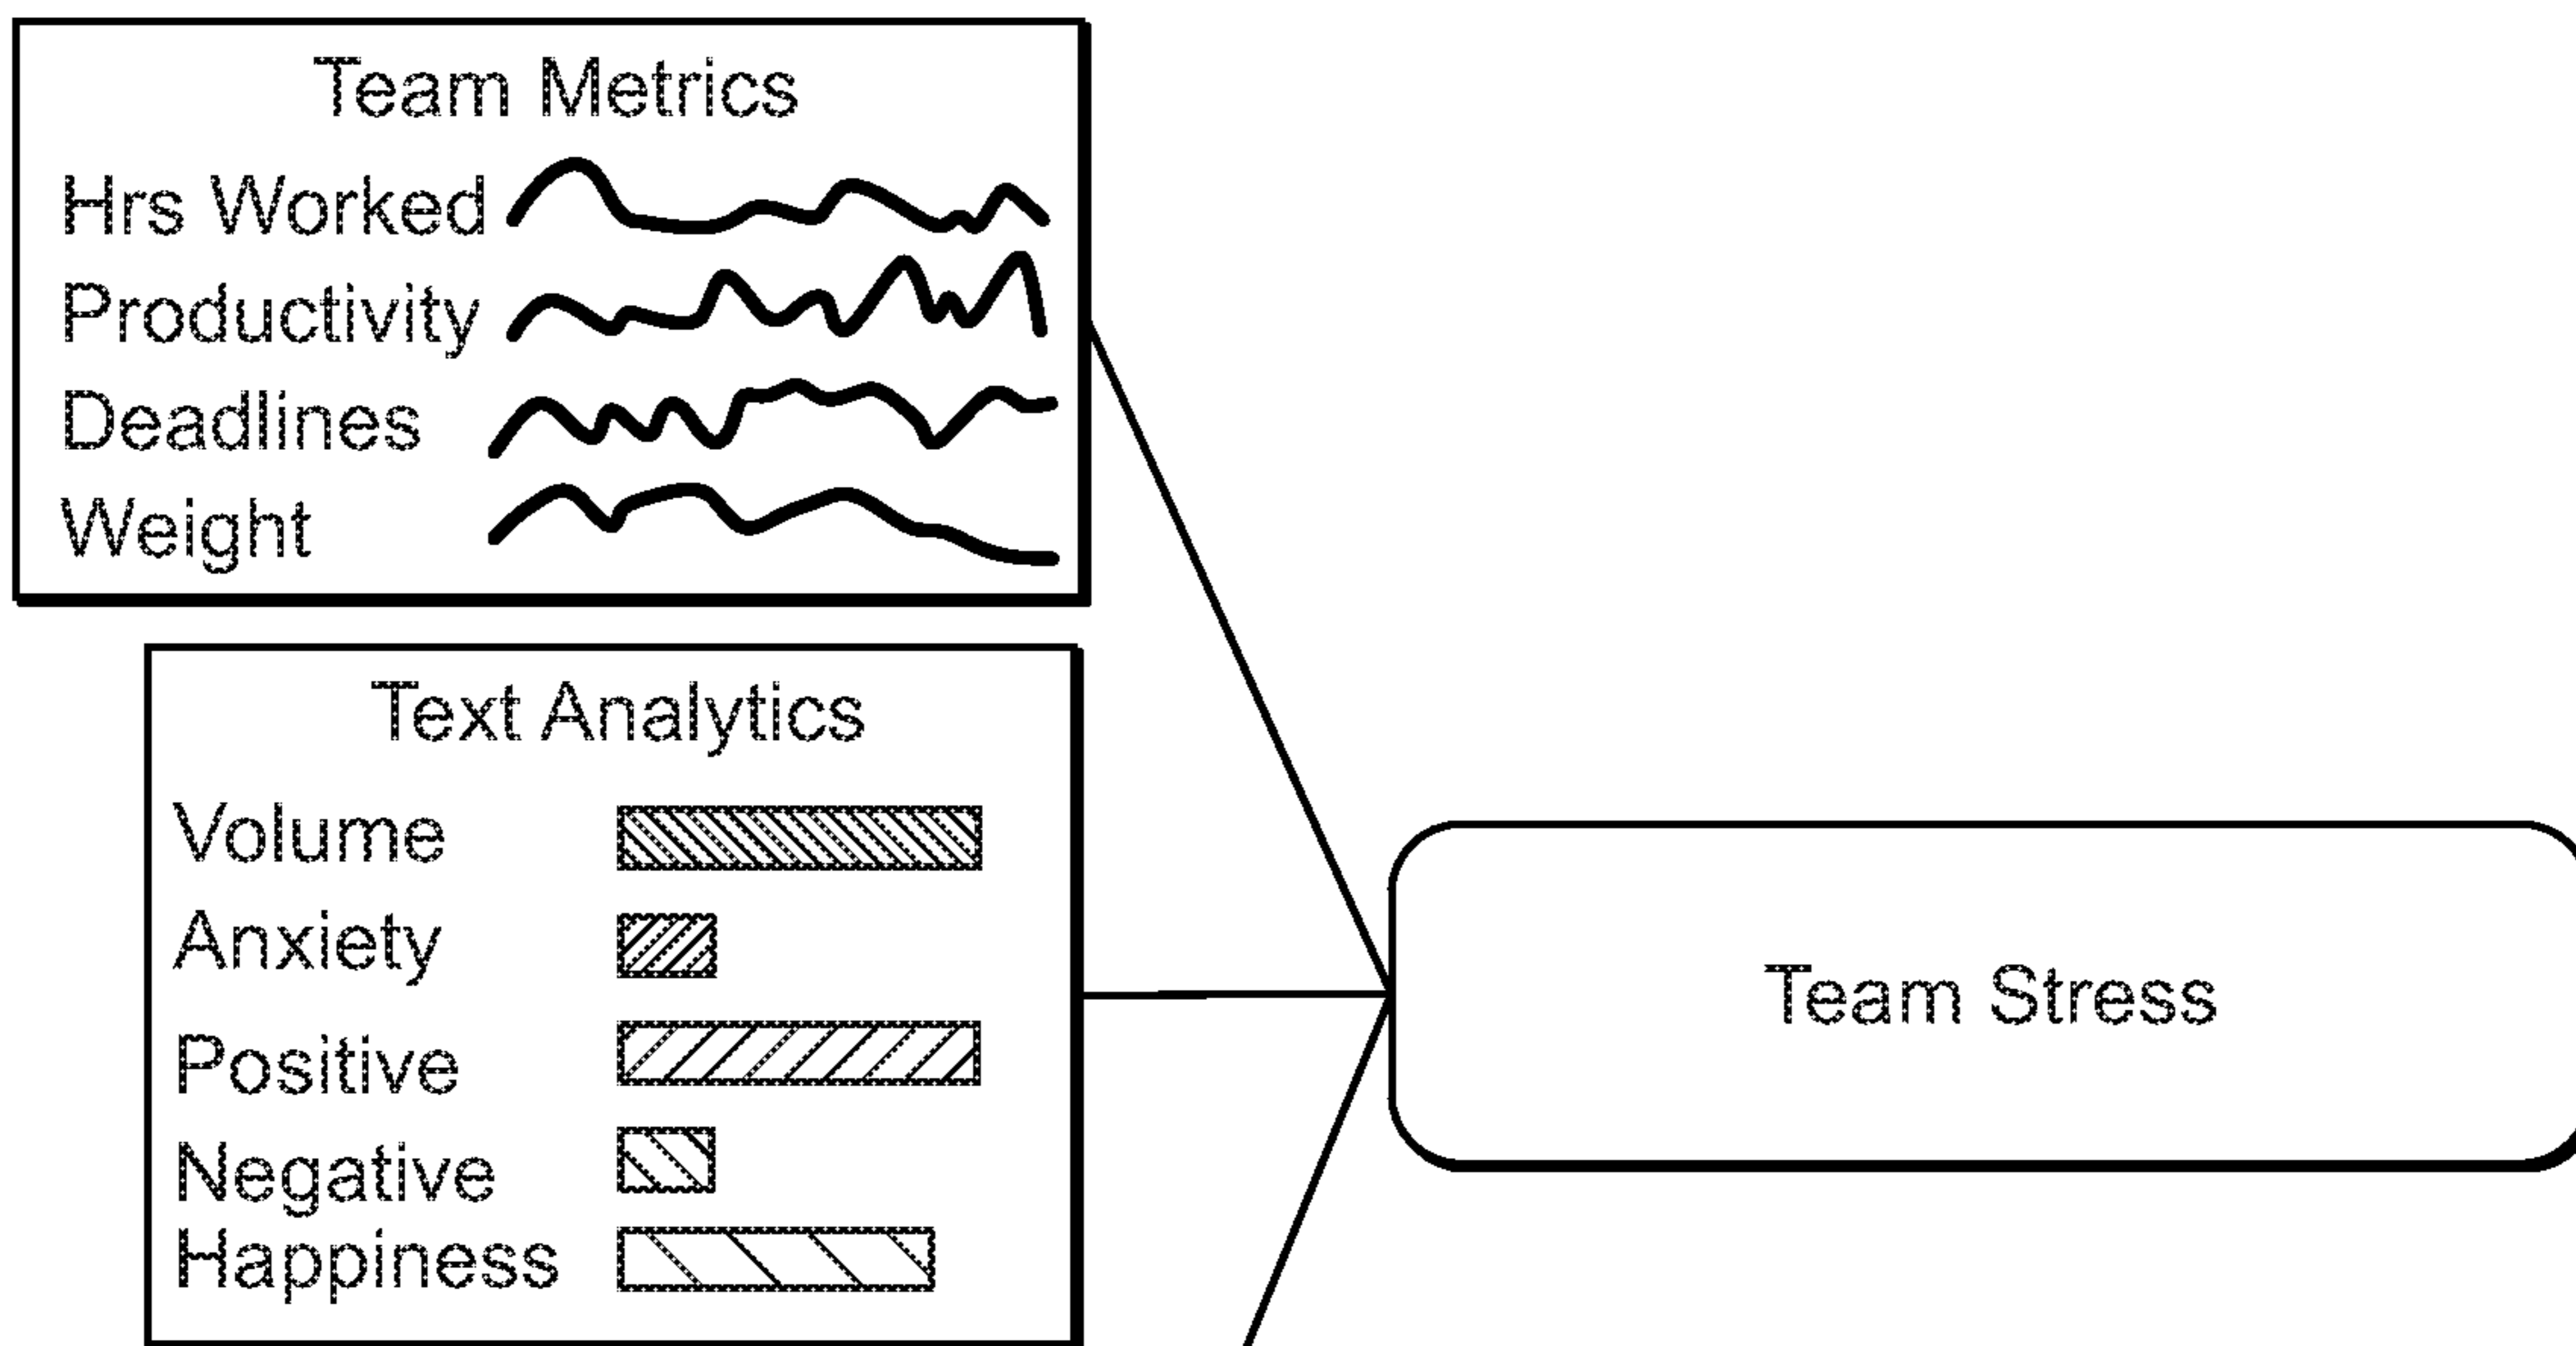 Team Metrics
Hrs Worked
Productivity
Deadlines
Weight
Text Analytics
Volume
Anxiety
Positive
Negative
Happiness
Team Stress